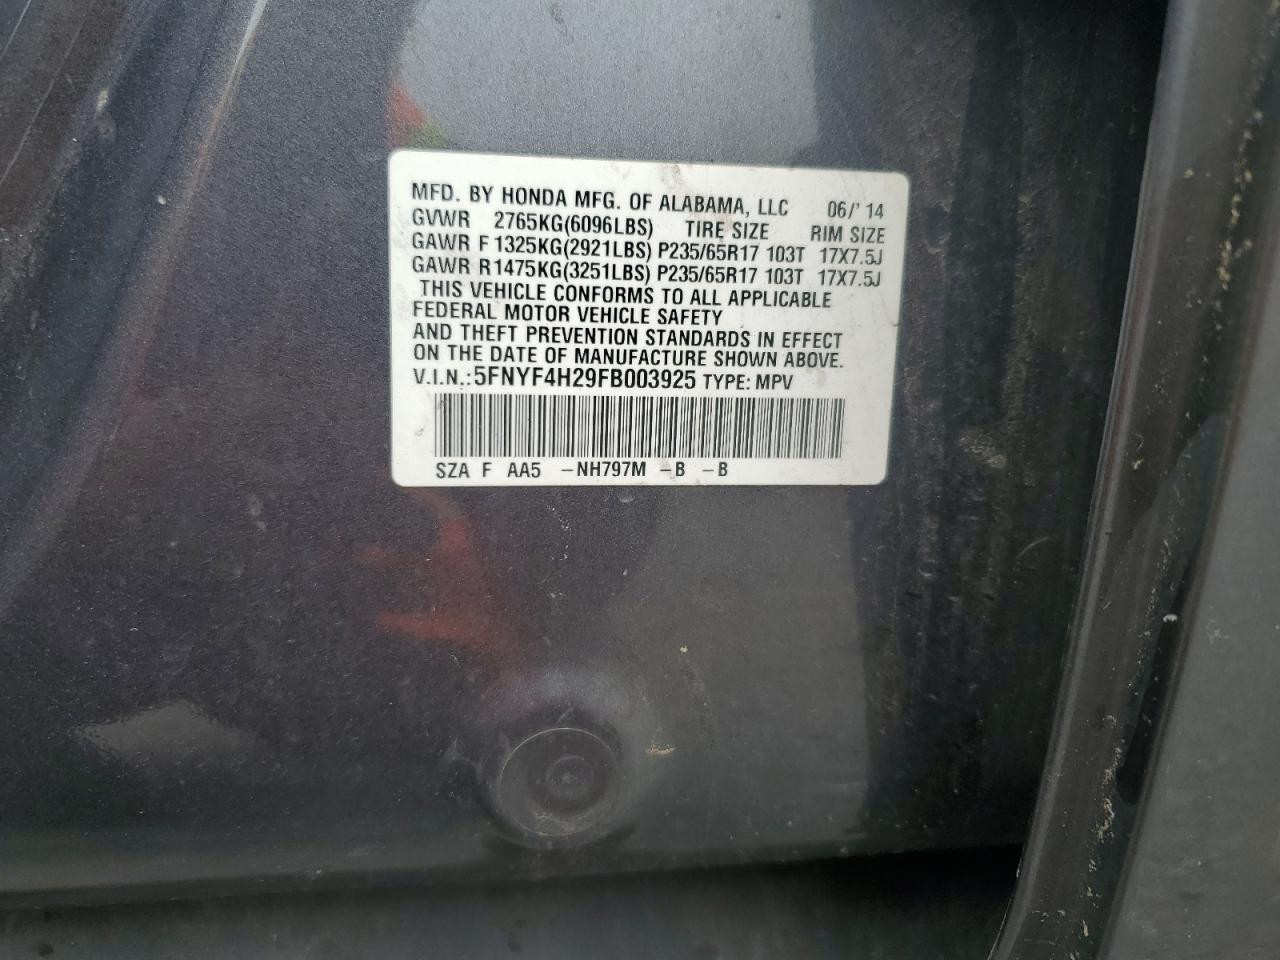 MFD. BY HONDA MFG. OF ALABAMA, LLC 06/' 14
GVWR 2765KG(6096LBS) TIRE SIZE RIM SIZE
GAWR F 1325KG(2921LBS) P235/65R17 103T 17X7.5J
GAWR R1475KG(3251LBS) P235/65R17 103T 17X7.5J
THIS VEHICLE CONFORMS TO ALL APPLICABLE
FEDERAL MOTOR VEHICLE SAFETY
AND THEFT PREVENTION STANDARDS IN EFFECT
ON THE DATE OF MANUFACTURE SHOWN ABOVE.
V.I.N.:5FNYF4H29FB003925 TYPE: MPV
SZA F AA5 -NH797M -B -B